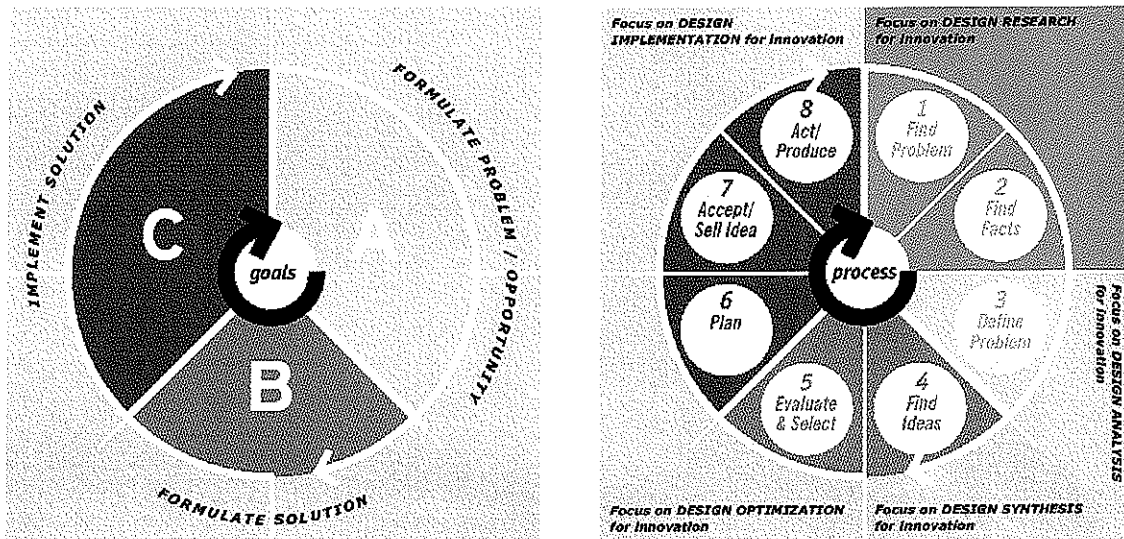 FORMULATE PROBLEM / OPPORTUNITY
A
IMPLEMENT SOLUTION
C
goals
B
FORMULATE SOLUTION
Focus on DESIGN
IMPLEMENTATION for Innovation
Focus on DESIGN RESEARCH
for Innovation
8
Act/
Produce
1
Find
Problem
7
Accept/
Sell Idea
2
Find
Facts
process
6
Plan
3
Define
Problem
5
Evaluate
& Select
4
Find
Ideas
Focus on DESIGN ANALYSIS
for Innovation
Focus on DESIGN OPTIMIZATION
for Innovation
Focus on DESIGN SYNTHESIS
for Innovation